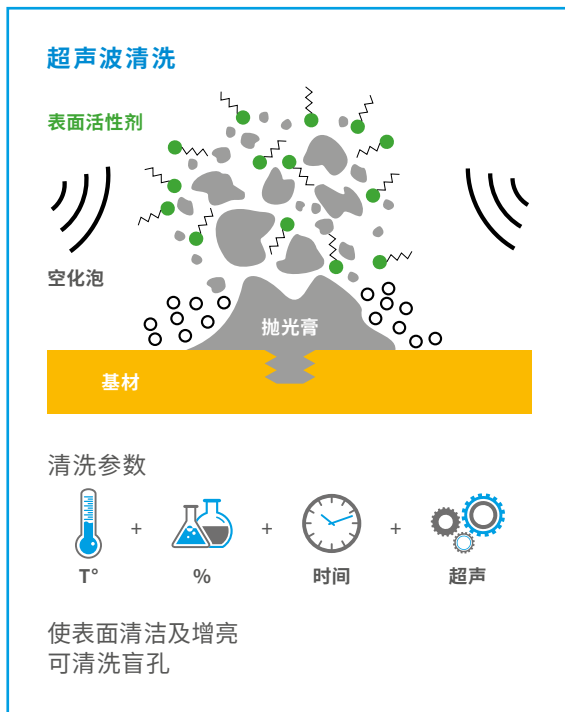 超声波清洗
表面活性剂
空化泡
抛光膏
基材
清洗参数
+ + +
T° % 时间 超声
使表面清洁及增亮
可清洗盲孔